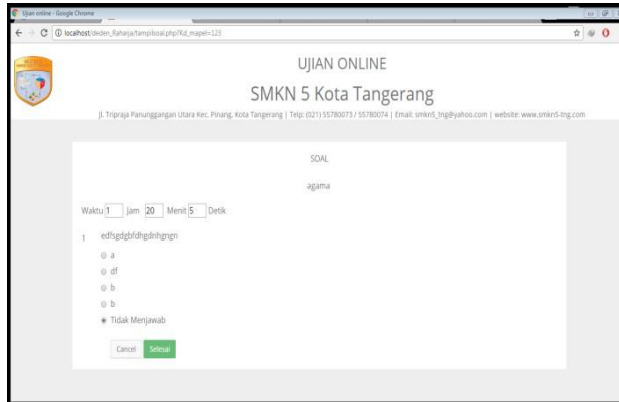 Ujian online - Google Chrome
localhost/deden_Raharja/tampilsoal.php?Kd_mapel=123
UJIAN ONLINE
SMKN 5 Kota Tangerang
Jl. Tripraja Panunggangan Utara Kec. Pinang, Kota Tangerang | Telp: (021) 55780073 / 55780074 | Email: smkn5_tng@yahoo.com | website: www.smkn5-tng.com
SOAL
agama
Waktu 1 Jam 20 Menit 5 Detik
1 edfsgdgbfdhgdnhgngn
a
df
b
b
Tidak Menjawab
Cancel Selesai